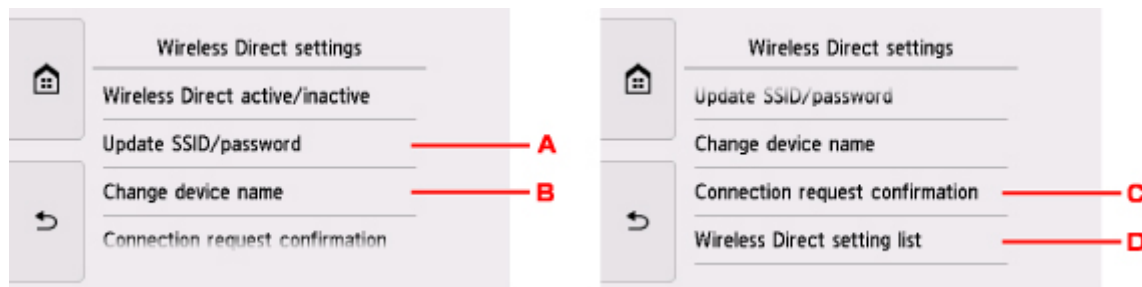 Wireless Direct settings
Wireless Direct active/inactive
Update SSID/password
A
Change device name
B
Connection request confirmation
Wireless Direct settings
Update SSID/password
Change device name
Connection request confirmation
C
Wireless Direct setting list
D